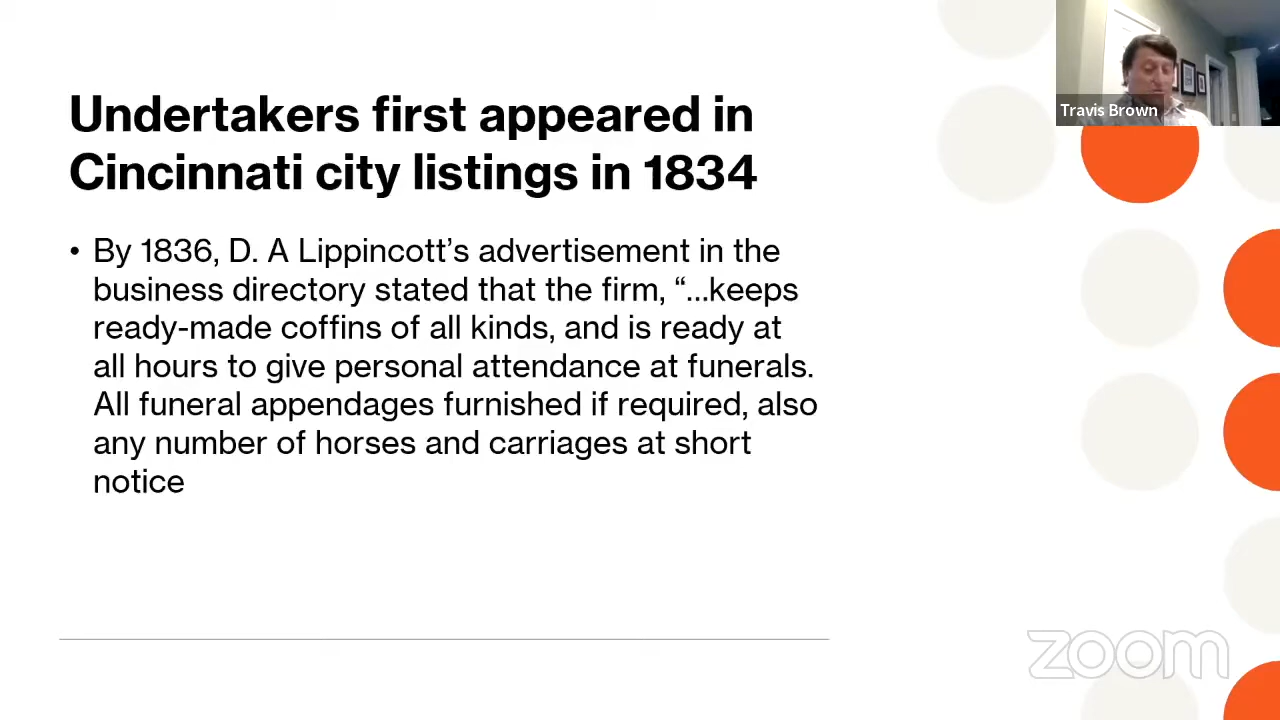 Undertakers first appeared in
Cincinnati city listings in 1834
• By 1836, D. A Lippincott’s advertisement in the
business directory stated that the firm, “...keeps
ready-made coffins of all kinds, and is ready at
all hours to give personal attendance at funerals.
All funeral appendages furnished if required, also
any number of horses and carriages at short
notice
Travis Brown
zoom